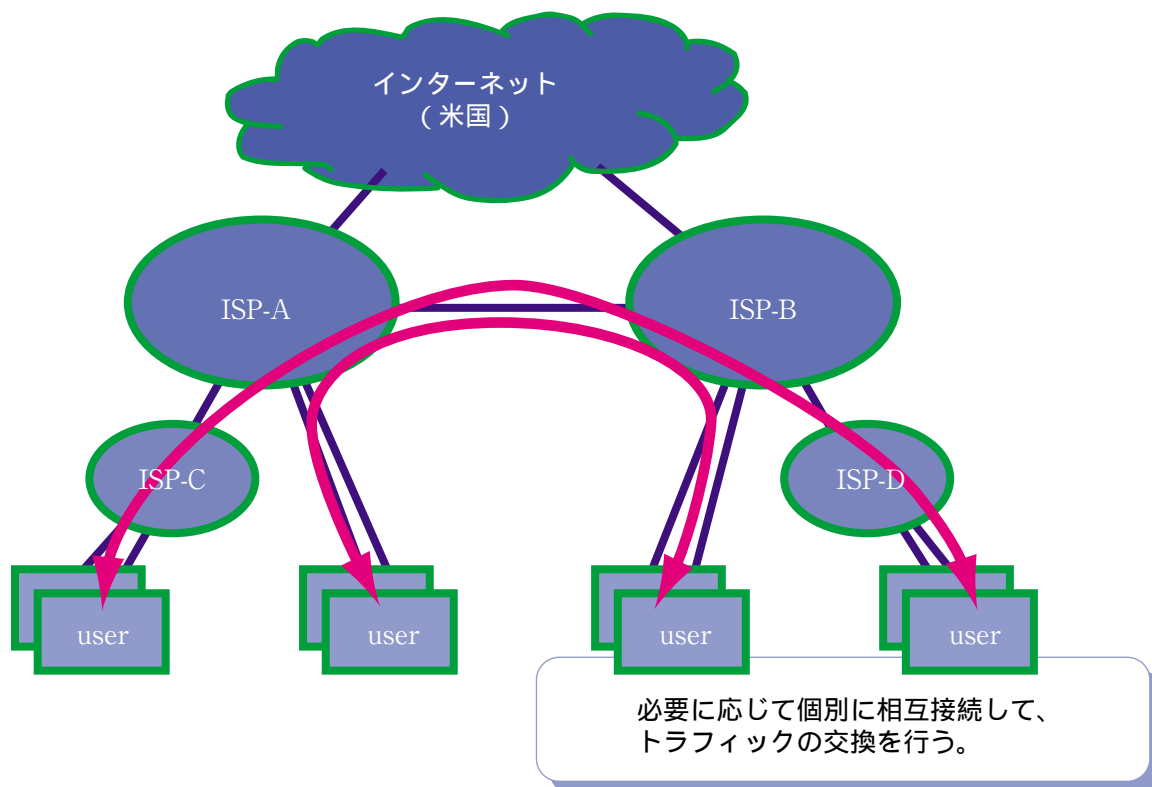 インターネット
（米国）
ISP-A
ISP-B
ISP-C
ISP-D
user
user
user
user
必要に応じて個別に相互接続して、
トラフィックの交換を行う。